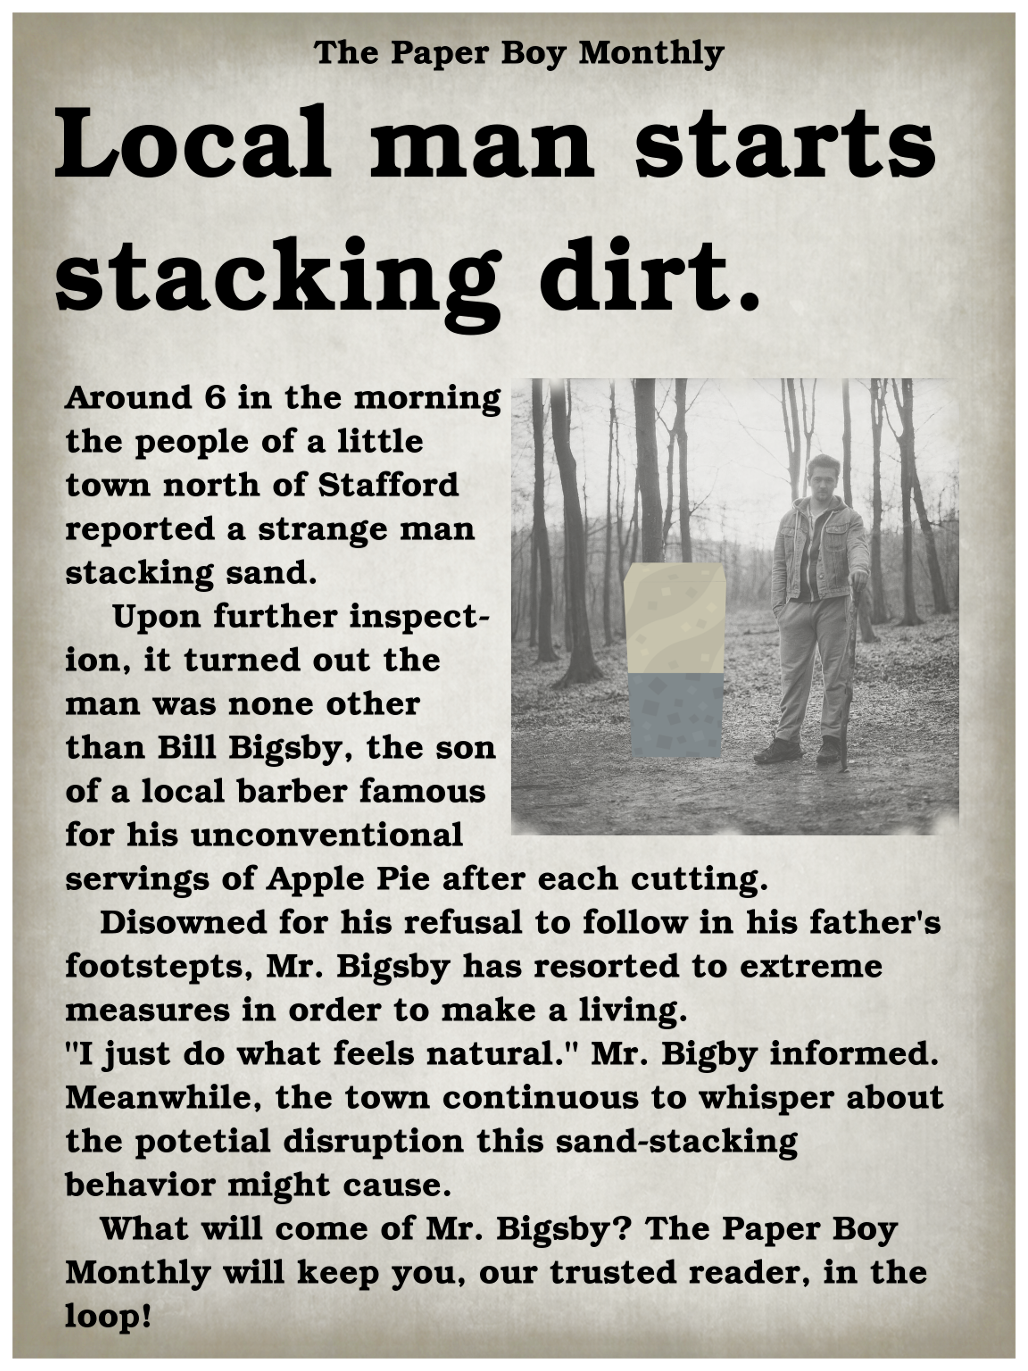 The Paper Boy Monthly
Local man starts
stacking dirt.
Around 6 in the morning
the people of a little
town north of Stafford
reported a strange man
stacking sand.
Upon further inspect-
ion, it turned out the
man was none other
than Bill Bigsby, the son
of a local barber famous
for his unconventional
servings of Apple Pie after each cutting.
Disowned for his refusal to follow in his father's
footstepts, Mr. Bigsby has resorted to extreme
measures in order to make a living.
"I just do what feels natural." Mr. Bigby informed.
Meanwhile, the town continuous to whisper about
the potetial disruption this sand-stacking
behavior might cause.
What will come of Mr. Bigsby? The Paper Boy
Monthly will keep you, our trusted reader, in the
loop!